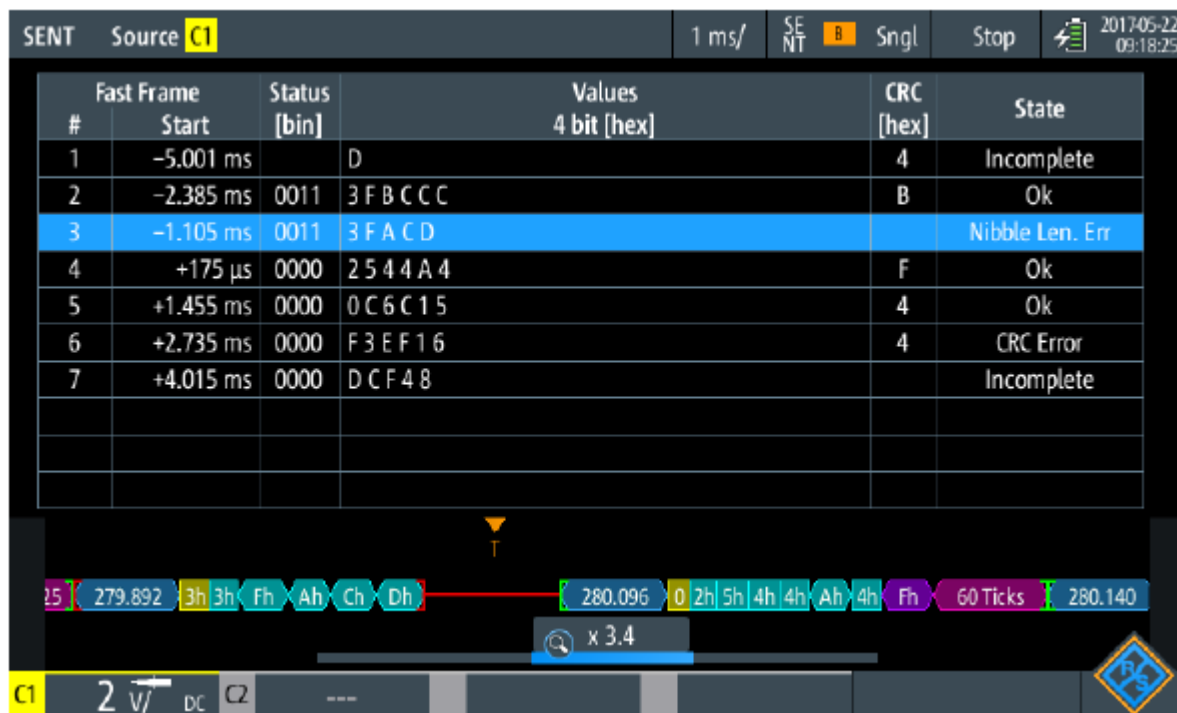 SENT Source C1 1 ms/ SENT B Sngl Stop 2017-05-22
09:18:25
Fast Frame Status Values CRC State
# Start [bin] 4 bit [hex] [hex]
1 −5.001 ms D 4 Incomplete
2 −2.385 ms 0011 3 F B C C C B Ok
3 −1.105 ms 0011 3 F A C D Nibble Len. Err
4 +175 µs 0000 2 5 4 4 A 4 F Ok
5 +1.455 ms 0000 0 C 6 C 1 5 4 Ok
6 +2.735 ms 0000 F 3 E F 1 6 4 CRC Error
7 +4.015 ms 0000 D C F 4 8 Incomplete
T
25 279.892 3h 3h Fh Ah Ch Dh 280.096 0 2h 5h 4h 4h Ah 4h Fh 60 Ticks 280.140
x 3.4
C1 2 V/ DC C2 ---
R&S